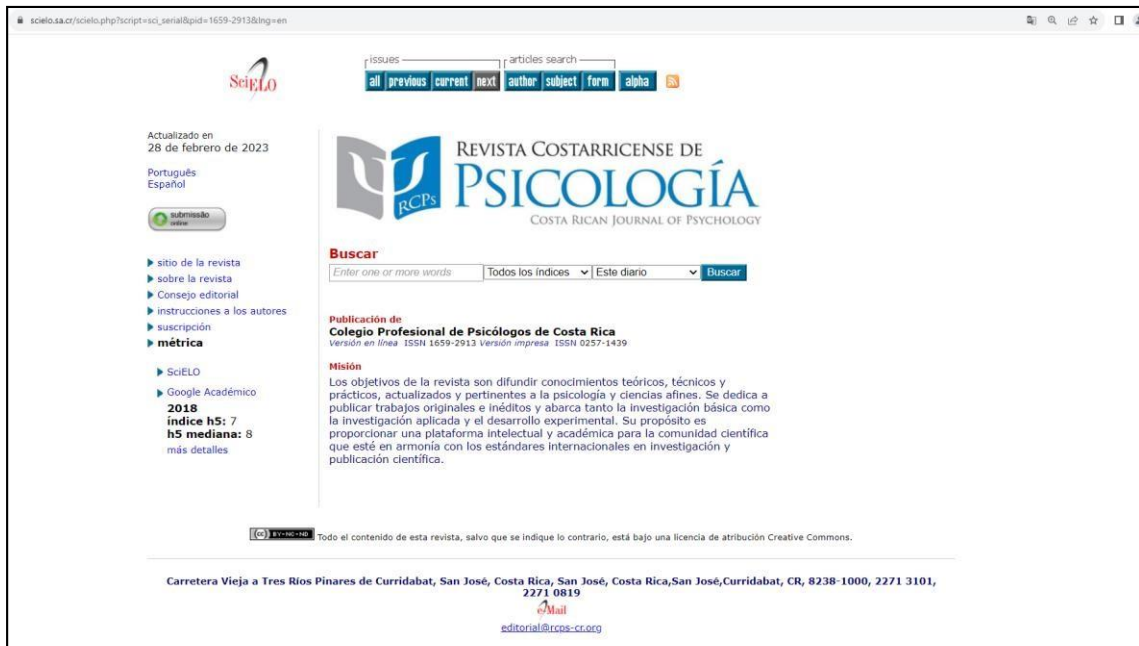 scielo.sa.cr/scielo.php?script=sci_serial&pid=1659-2913&lng=en
SciELO
issues
articles search
all previous current next author subject form alpha
Actualizado en
28 de febrero de 2023
Português
Español
submissão
online
sitio de la revista
sobre la revista
Consejo editorial
instrucciones a los autores
suscripción
métrica
SciELO
Google Académico
2018
índice h5: 7
h5 mediana: 8
más detalles
RCPs
REVISTA COSTARRICENSE DE
PSICOLOGÍA
COSTA RICAN JOURNAL OF PSYCHOLOGY
Buscar
Enter one or more words Todos los índices Este diario Buscar
Publicación de
Colegio Profesional de Psicólogos de Costa Rica
Versión en línea ISSN 1659-2913 Versión impresa ISSN 0257-1439
Misión
Los objetivos de la revista son difundir conocimientos teóricos, técnicos y
prácticos, actualizados y pertinentes a la psicología y ciencias afines. Se dedica a
publicar trabajos originales e inéditos y abarca tanto la investigación básica como
la investigación aplicada y el desarrollo experimental. Su propósito es
proporcionar una plataforma intelectual y académica para la comunidad científica
que esté en armonía con los estándares internacionales en investigación y
publicación científica.
(cc) BY-NC-ND Todo el contenido de esta revista, salvo que se indique lo contrario, está bajo una licencia de atribución Creative Commons.
Carretera Vieja a Tres Ríos Pinares de Curridabat, San José, Costa Rica, San José, Costa Rica,San José,Curridabat, CR, 8238-1000, 2271 3101,
2271 0819
e-Mail
editorial@rcps-cr.org